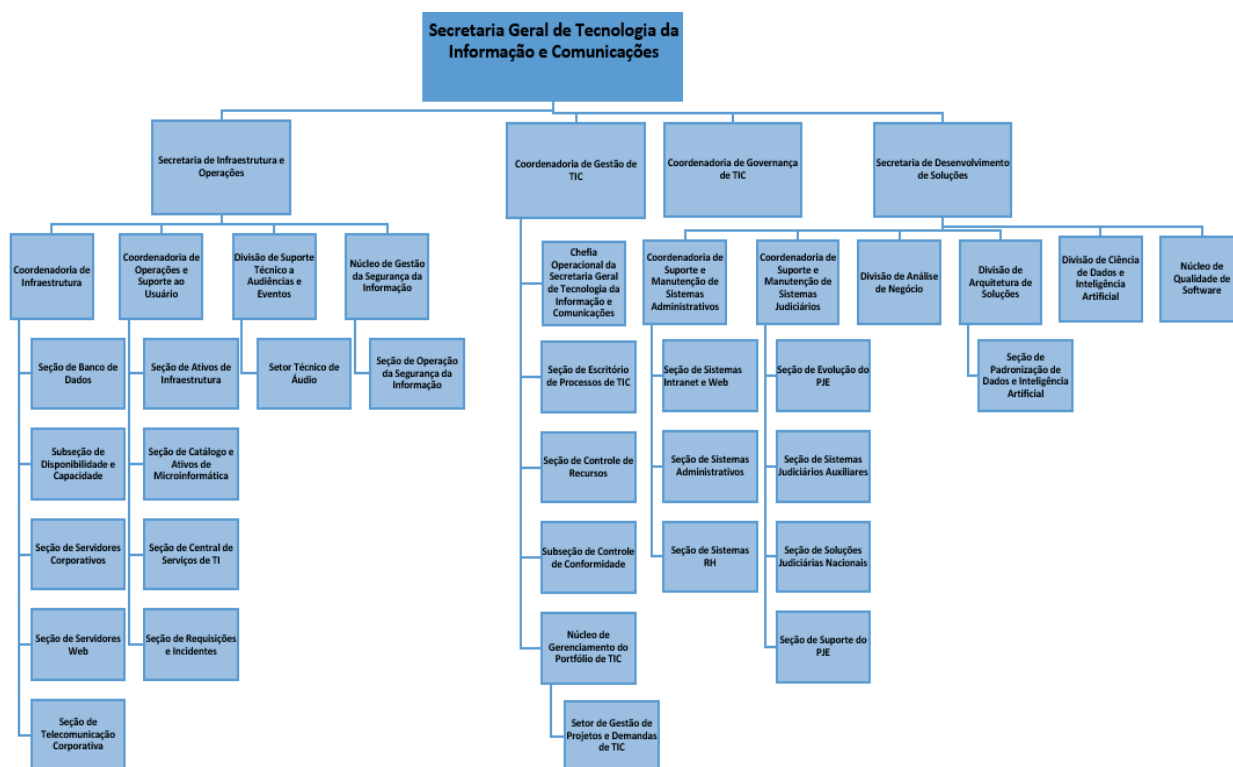 Secretaria Geral de Tecnologia da
Informação e Comunicações
Secretaria de Infraestrutura e
Operações
Coordenadoria de Gestão de
TIC
Coordenadoria de Governança
de TIC
Secretaria de Desenvolvimento
de Soluções
Coordenadoria de
Infraestrutura
Coordenadoria de
Operações e
Suporte ao
Usuário
Divisão de Suporte
Técnico a
Audiências e
Eventos
Núcleo de Gestão
da Segurança da
Informação
Chefia
Operacional da
Secretaria Geral
de Tecnologia da
Informação e
Comunicações
Coordenadoria de
Suporte e
Manutenção de
Sistemas
Administrativos
Coordenadoria de
Suporte e
Manutenção de
Sistemas
Judiciários
Divisão de Análise
de Negócio
Divisão de
Arquitetura de
Soluções
Divisão de Ciência
de Dados e
Inteligência
Artificial
Núcleo de
Qualidade de
Software
Seção de Banco de
Dados
Seção de Ativos de
Infraestrutura
Setor Técnico de
Áudio
Seção de Operação
da Segurança da
Informação
Seção de Escritório
de Processos de TIC
Seção de Sistemas
Intranet e Web
Seção de Evolução do
PJE
Seção de
Padronização de
Dados e Inteligência
Artificial
Subseção de
Disponibilidade e
Capacidade
Seção de Catálogo e
Ativos de
Microinformática
Seção de Controle de
Recursos
Seção de Sistemas
Administrativos
Seção de Sistemas
Judiciários Auxiliares
Seção de Servidores
Corporativos
Seção de Central de
Serviços de TI
Subseção de Controle
de Conformidade
Seção de Sistemas
RH
Seção de Soluções
Judiciárias Nacionais
Seção de Servidores
Web
Seção de Requisições
e Incidentes
Núcleo de
Gerenciamento do
Portfólio de TIC
Seção de Suporte do
PJE
Seção de
Telecomunicação
Corporativa
Setor de Gestão de
Projetos e Demandas
de TIC